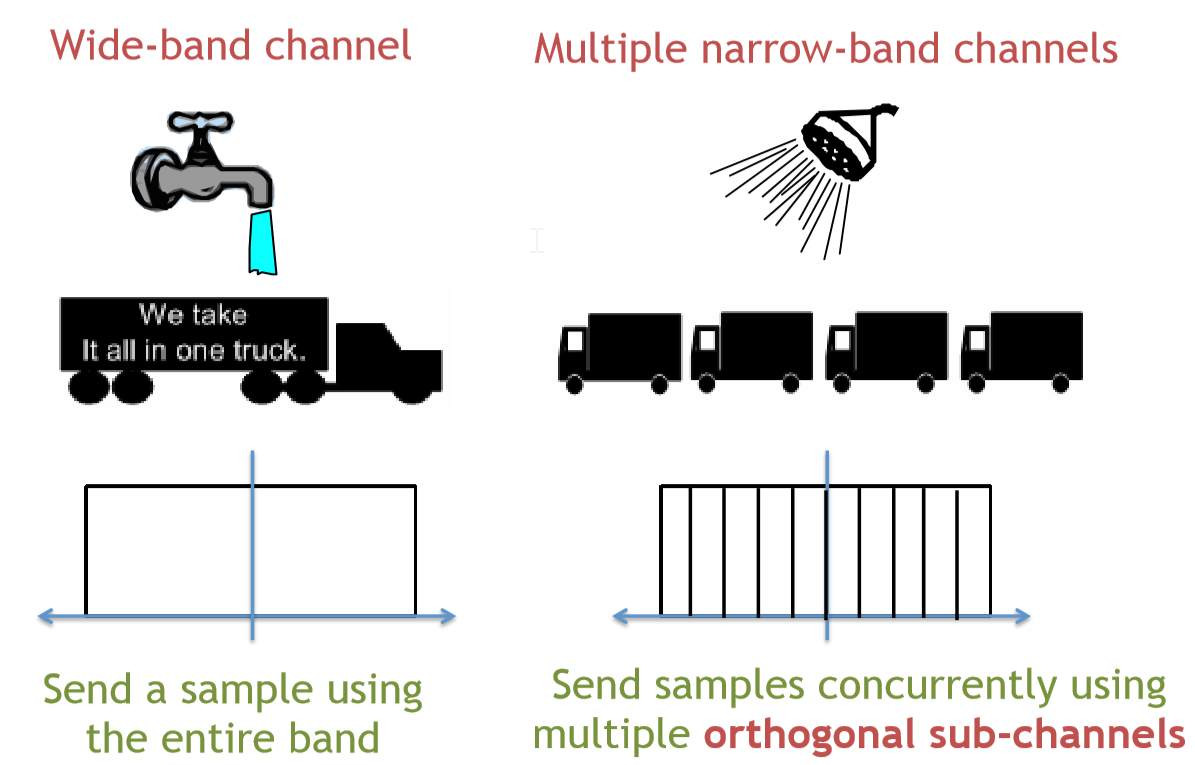 Wide-band channel
Multiple narrow-band channels
We take
It all in one truck.
Send a sample using
the entire band
Send samples concurrently using
multiple orthogonal sub-channels